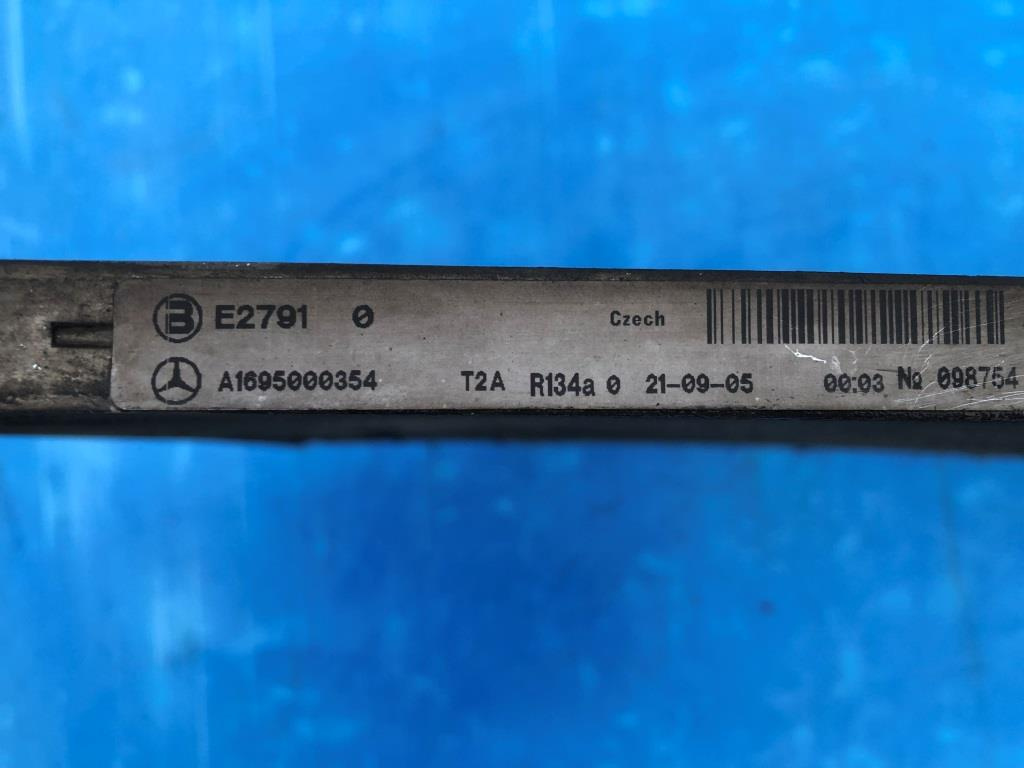 B E2791 0 Czech
A1695000354 T2A R134a 0 21-09-05 00:03 № 098754